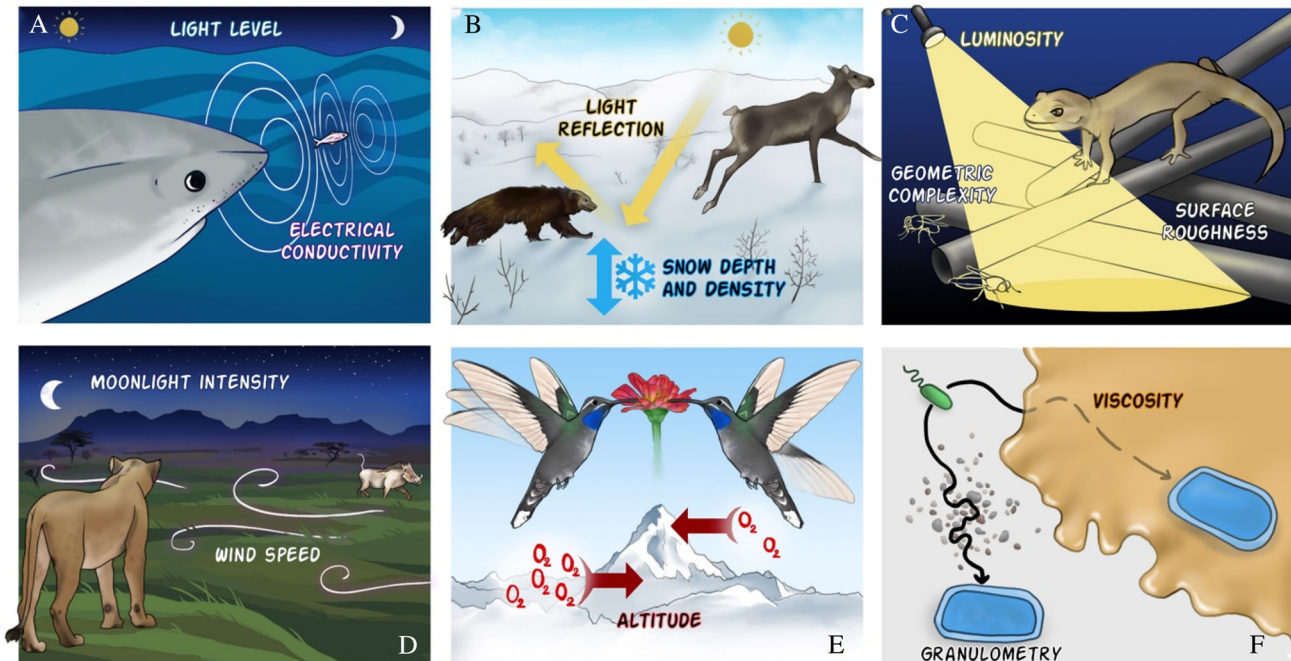 A
LIGHT LEVEL
ELECTRICAL
CONDUCTIVITY
B
LIGHT
REFLECTION
SNOW DEPTH
AND DENSITY
C
LUMINOSITY
GEOMETRIC
COMPLEXITY
SURFACE
ROUGHNESS
MOONLIGHT INTENSITY
WIND SPEED
D
O₂
O₂
O₂
O₂
O₂
O₂
O₂
O₂
ALTITUDE
E
VISCOSITY
GRANULOMETRY
F